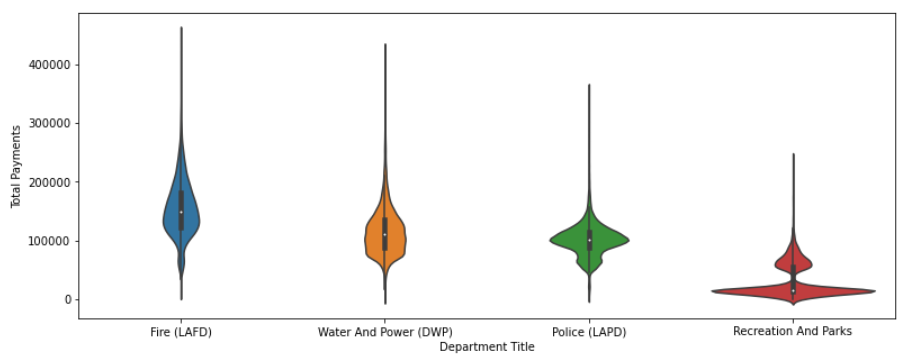 400000
300000
200000
100000
0
Total Payments
Fire (LAFD)
Water And Power (DWP)
Police (LAPD)
Recreation And Parks
Department Title